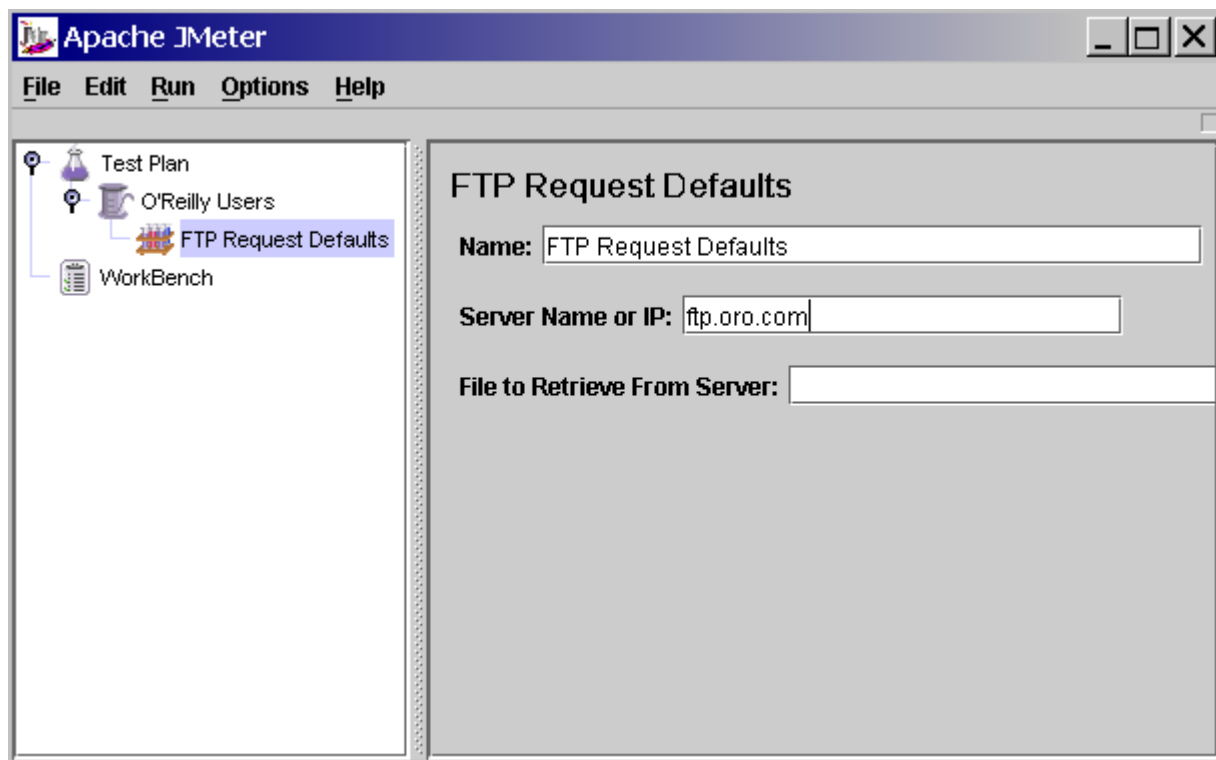 Apache JMeter
File Edit Run Options Help
Test Plan
O'Reilly Users
FTP Request Defaults
WorkBench
FTP Request Defaults
Name: FTP Request Defaults
Server Name or IP: ftp.oro.com
File to Retrieve From Server: